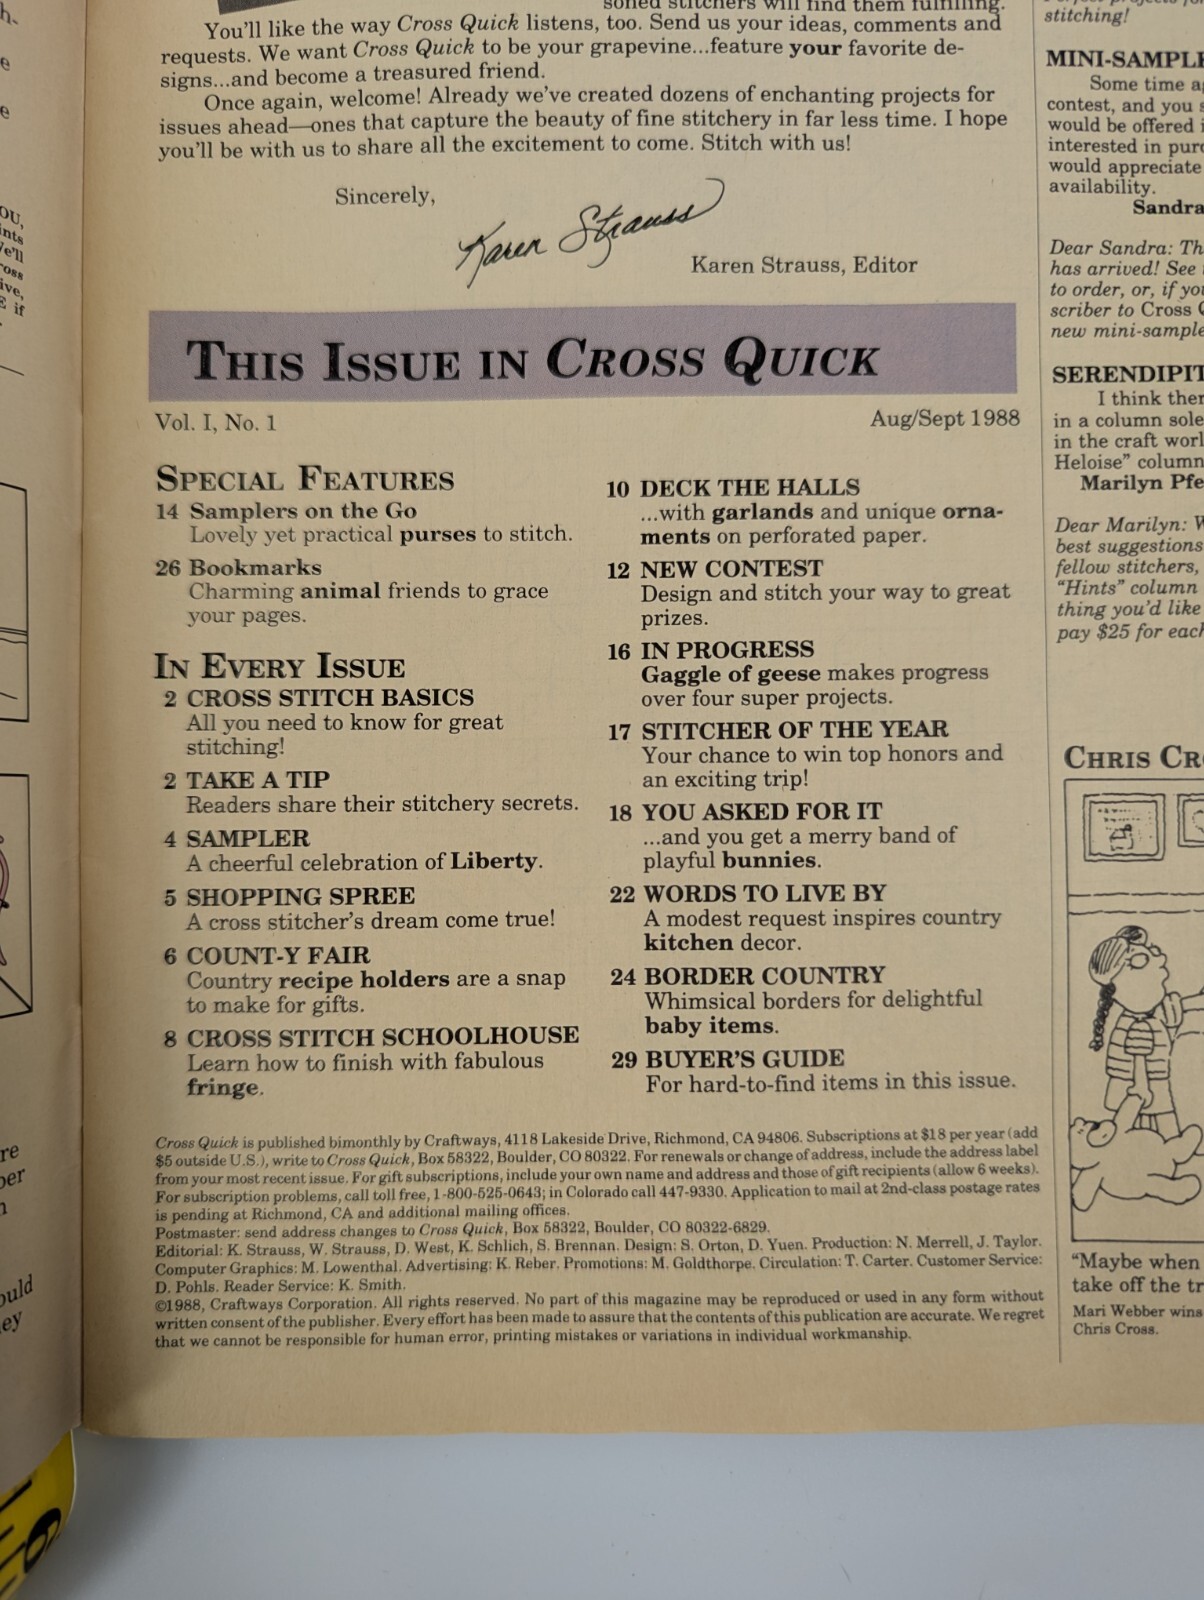 soned stitchers will find them fulfilling.
You'll like the way Cross Quick listens, too. Send us your ideas, comments and
requests. We want Cross Quick to be your grapevine...feature your favorite de-
signs...and become a treasured friend.
Once again, welcome! Already we've created dozens of enchanting projects for
issues ahead—ones that capture the beauty of fine stitchery in far less time. I hope
you'll be with us to share all the excitement to come. Stitch with us!
Sincerely,
Karen Strauss
Karen Strauss, Editor
THIS ISSUE IN CROSS QUICK
Vol. I, No. 1
Aug/Sept 1988
SPECIAL FEATURES
14 Samplers on the Go
Lovely yet practical purses to stitch.
26 Bookmarks
Charming animal friends to grace
your pages.
IN EVERY ISSUE
2 CROSS STITCH BASICS
All you need to know for great
stitching!
2 TAKE A TIP
Readers share their stitchery secrets.
4 SAMPLER
A cheerful celebration of Liberty.
5 SHOPPING SPREE
A cross stitcher's dream come true!
6 COUNT-Y FAIR
Country recipe holders are a snap
to make for gifts.
8 CROSS STITCH SCHOOLHOUSE
Learn how to finish with fabulous
fringe.
10 DECK THE HALLS
...with garlands and unique orna-
ments on perforated paper.
12 NEW CONTEST
Design and stitch your way to great
prizes.
16 IN PROGRESS
Gaggle of geese makes progress
over four super projects.
17 STITCHER OF THE YEAR
Your chance to win top honors and
an exciting trip!
18 YOU ASKED FOR IT
...and you get a merry band of
playful bunnies.
22 WORDS TO LIVE BY
A modest request inspires country
kitchen decor.
24 BORDER COUNTRY
Whimsical borders for delightful
baby items.
29 BUYER'S GUIDE
For hard-to-find items in this issue.
Cross Quick is published bimonthly by Craftways, 4118 Lakeside Drive, Richmond, CA 94806. Subscriptions at $18 per year (add
$5 outside U.S.), write to Cross Quick, Box 58322, Boulder, CO 80322. For renewals or change of address, include the address label
from your most recent issue. For gift subscriptions, include your own name and address and those of gift recipients (allow 6 weeks).
For subscription problems, call toll free, 1-800-525-0643; in Colorado call 447-9330. Application to mail at 2nd-class postage rates
is pending at Richmond, CA and additional mailing offices.
Postmaster: send address changes to Cross Quick, Box 58322, Boulder, CO 80322-6829.
Editorial: K. Strauss, W. Strauss, D. West, K. Schlich, S. Brennan. Design: S. Orton, D. Yuen. Production: N. Merrell, J. Taylor.
Computer Graphics: M. Lowenthal. Advertising: K. Reber. Promotions: M. Goldthorpe. Circulation: T. Carter. Customer Service:
D. Pohls. Reader Service: K. Smith.
©1988, Craftways Corporation. All rights reserved. No part of this magazine may be reproduced or used in any form without
written consent of the publisher. Every effort has been made to assure that the contents of this publication are accurate. We regret
that we cannot be responsible for human error, printing mistakes or variations in individual workmanship.
stitching!
MINI-SAMPLE
Some time a
contest, and you s
would be offered i
interested in purc
would appreciate
availability.
Sandra
Dear Sandra: Th
has arrived! See
to order, or, if you
scriber to Cross Q
new mini-sample
SERENDIPIT
I think ther
in a column sole
in the craft worl
Heloise" column
Marilyn Pfe
Dear Marilyn: W
best suggestions
fellow stitchers,
"Hints" column
thing you'd like
pay $25 for each
CHRIS CR
"Maybe when
take off the tr
Mari Webber wins
Chris Cross.